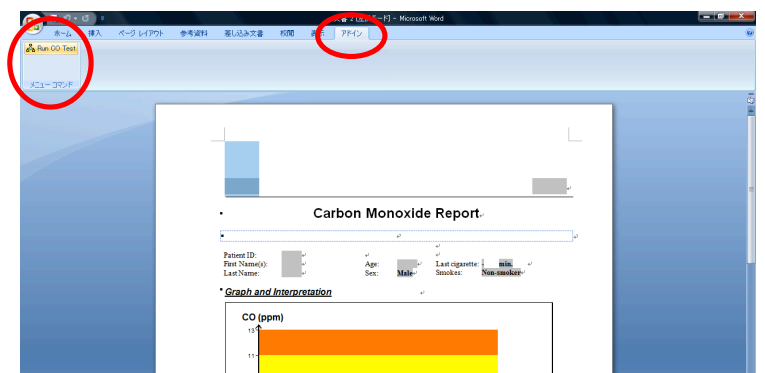 Microsoft Word
ホーム 挿入 ページ レイアウト 参考資料 差し込み文書 校閲 表示 アドイン
Run CO Test
メニュー コマンド
Carbon Monoxide Report
Patient ID:
First Name(s): Age: Last cigarette: - min.
Last Name: Sex: Male Smokes: Non-smoker
Graph and Interpretation
CO (ppm)
13
11